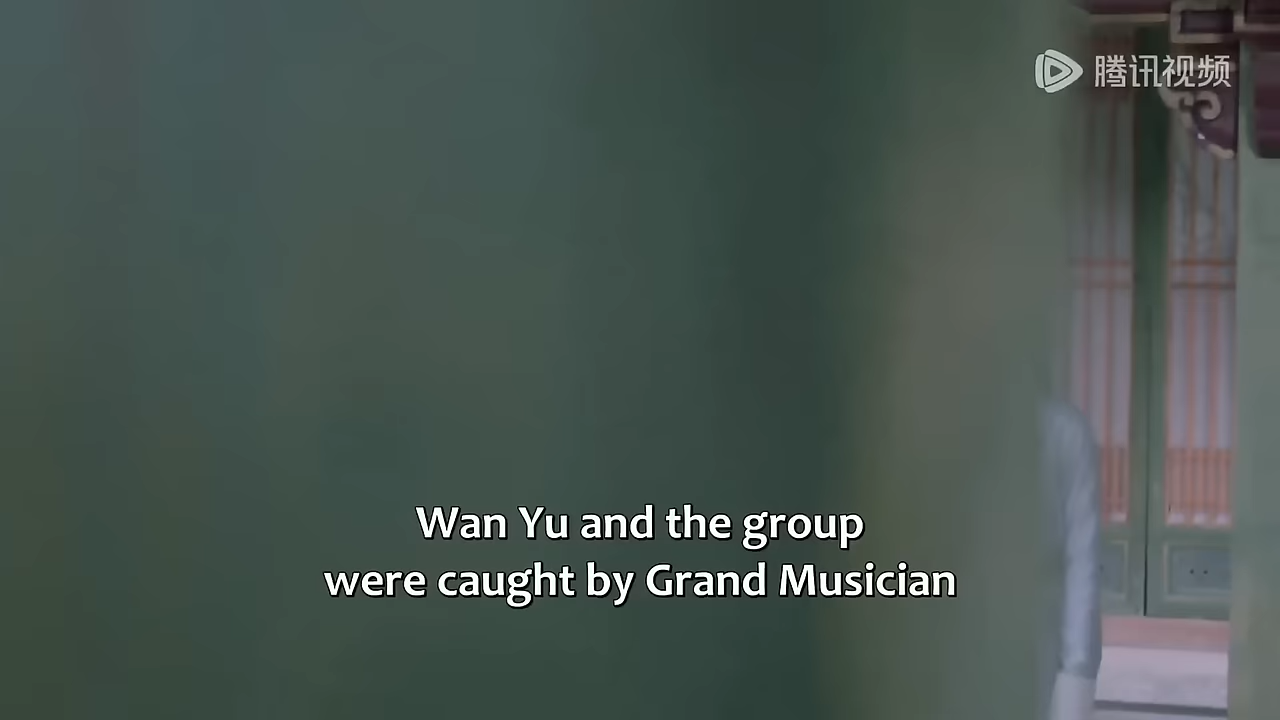 腾讯视频
Wan Yu and the group
were caught by Grand Musician